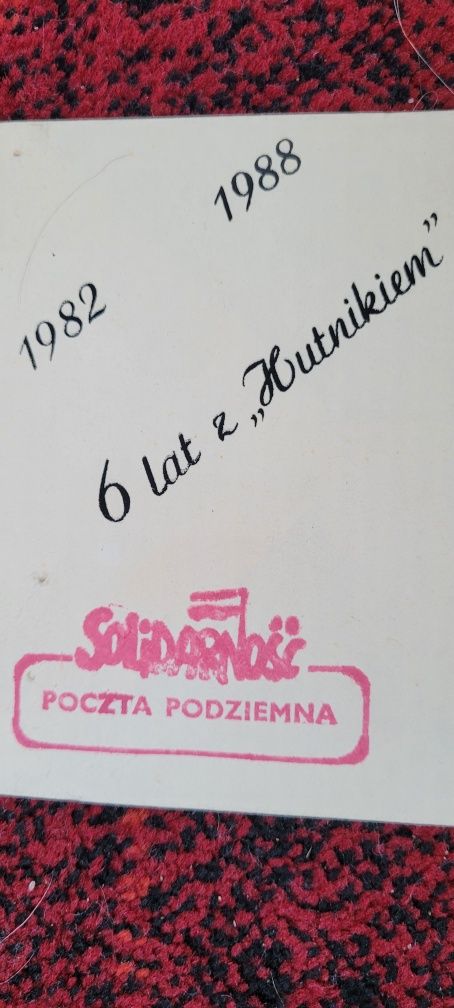 1982 1988
6 lat z „Hutnikiem”
SOLIDARNOŚĆ
POCZTA PODZIEMNA